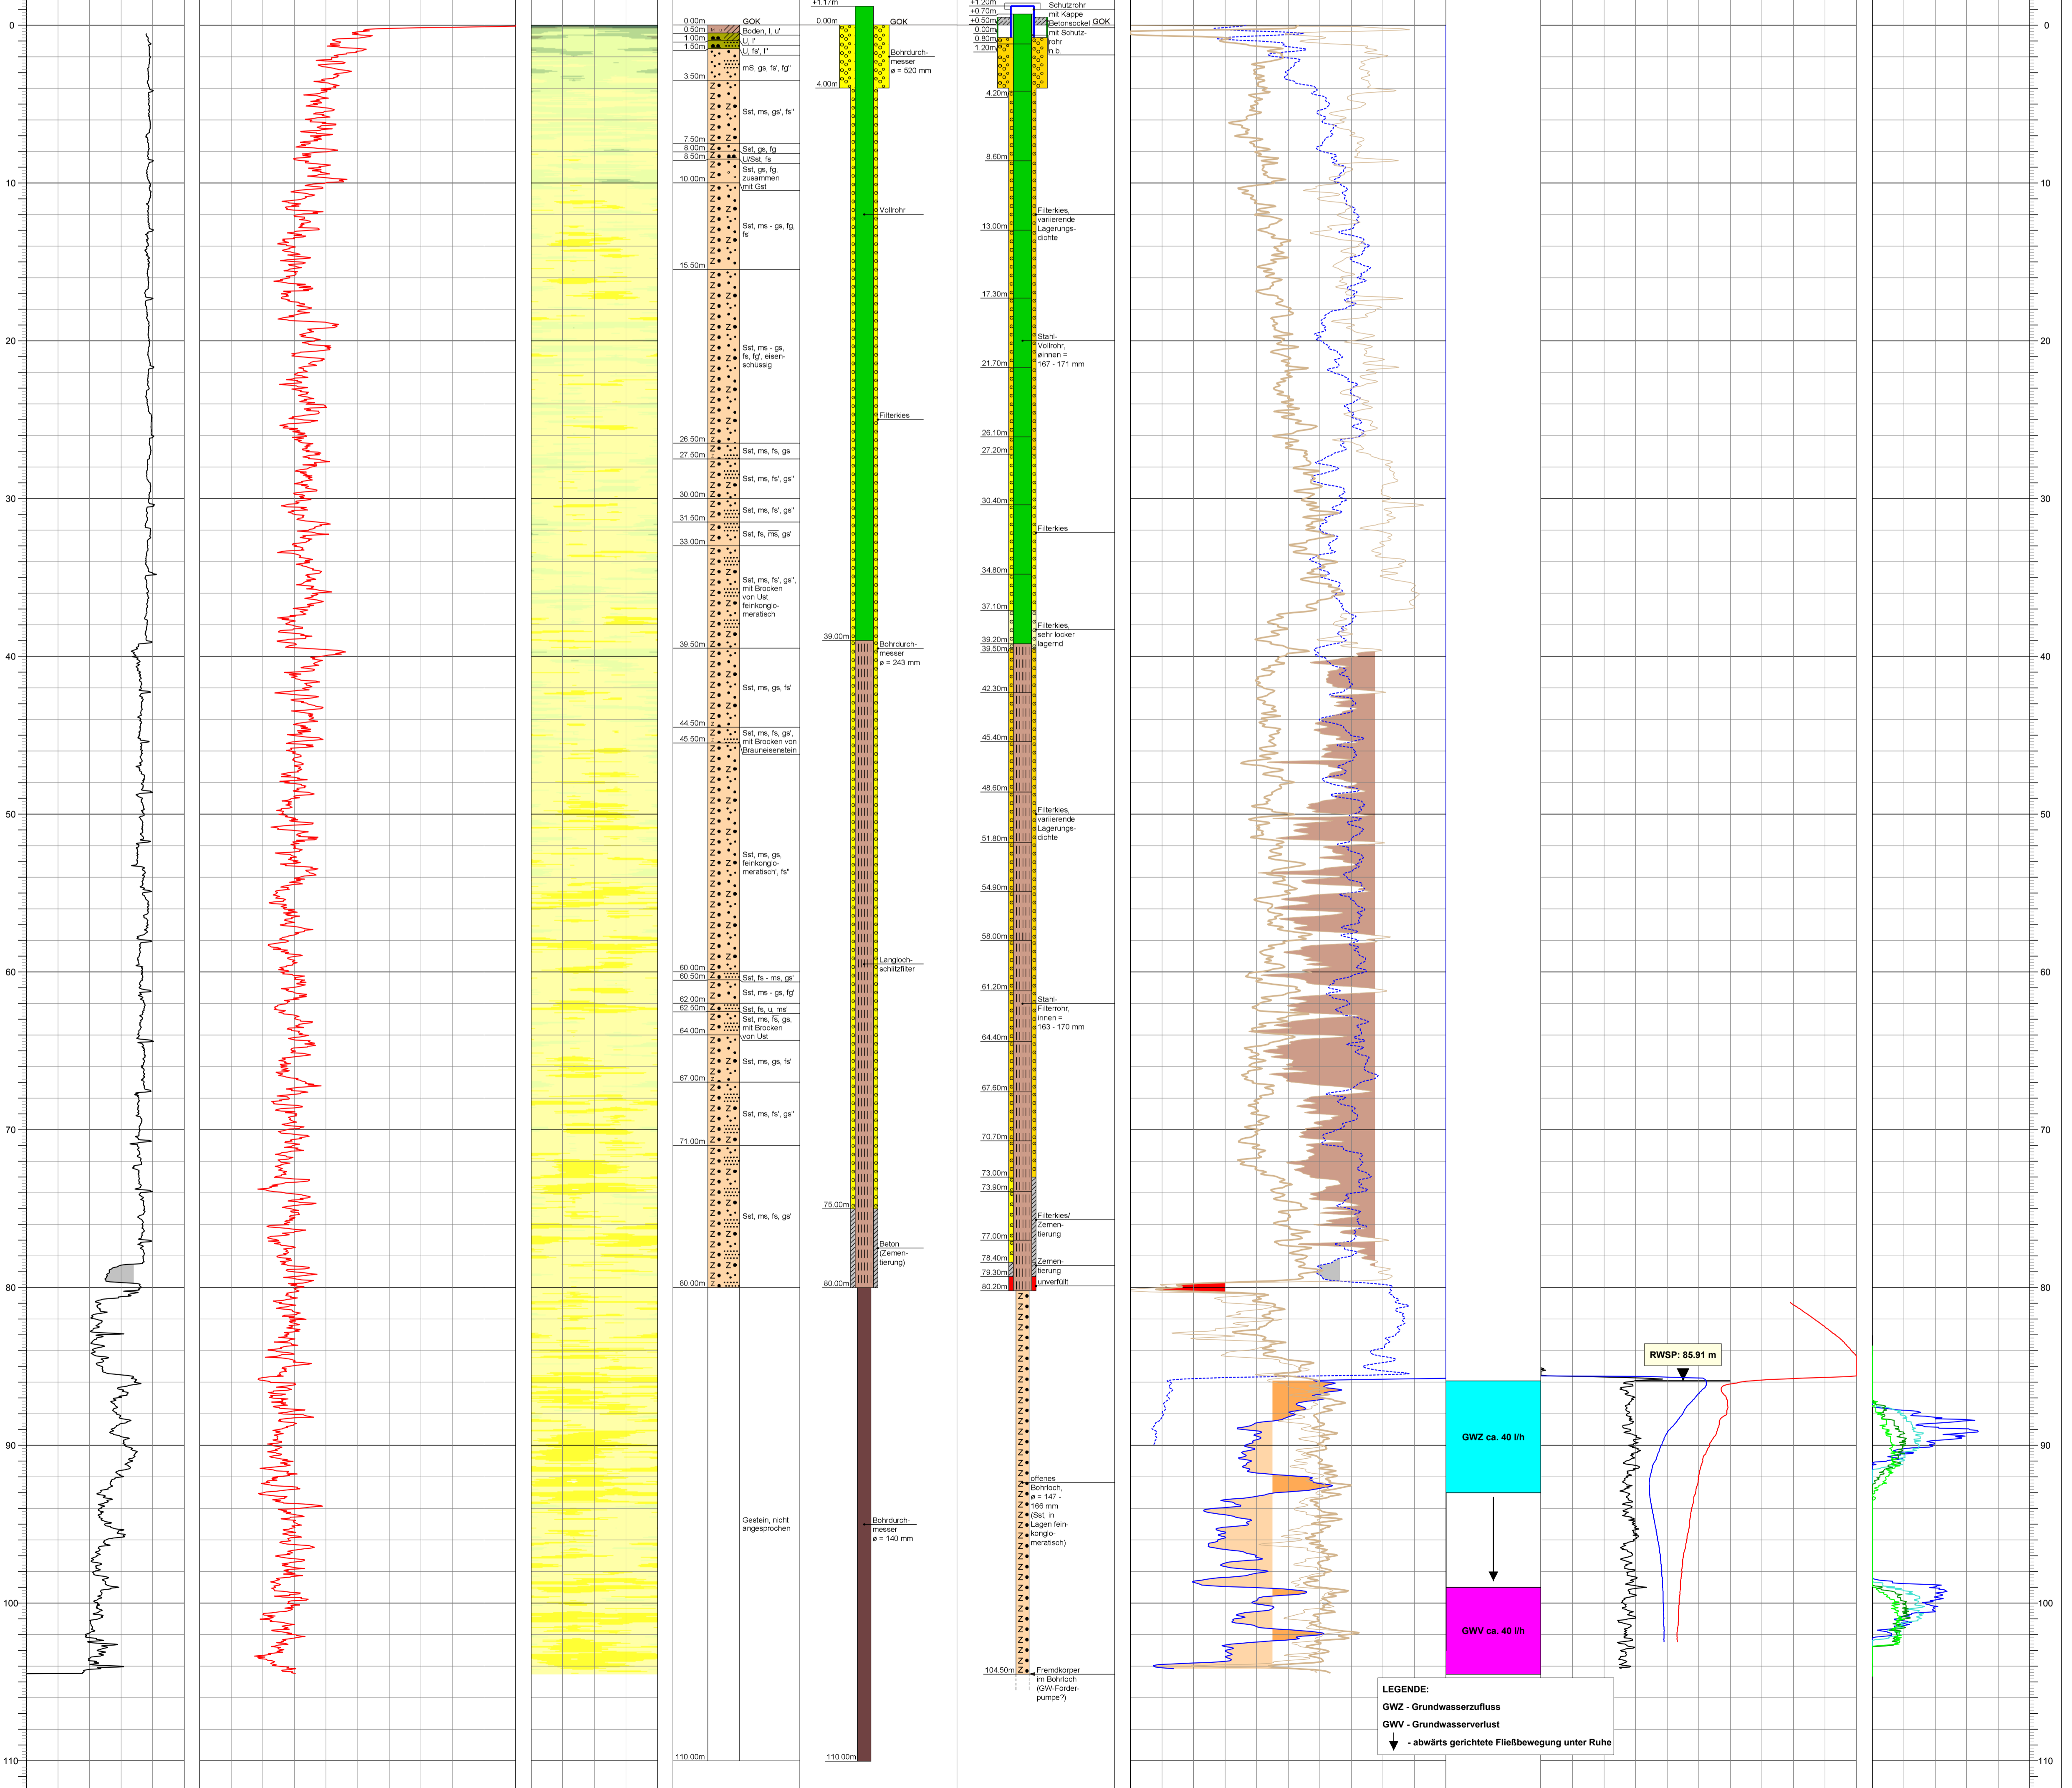 0
10
20
30
40
50
60
70
80
90
100
110
0.00m
GOK
0.50m
Boden, l, u'
1.00m
U, l'
1.50m
U, fs', l''
mS, gs, fs', fg''
3.50m
Sst, ms, gs', fs''
7.50m
8.00m
Sst, gs, fg
8.50m
U/Sst, fs
Sst, gs, fg,
zusammen
10.00m
mit Gst
Sst, ms - gs, fg,
fs'
15.50m
Sst, ms - gs,
fs, fg', eisen-
schüssig
26.50m
Sst, ms, fs, gs
27.50m
Sst, ms, fs', gs''
30.00m
Sst, ms, fs', gs''
31.50m
Sst, fs, m̅s̅, gs'
33.00m
Sst, ms, fs', gs'',
mit Brocken
von Ust,
feinkonglo-
meratisch
39.50m
Sst, ms, gs, fs'
44.50m
Sst, ms, fs, gs',
mit Brocken von
45.50m
Brauneisenstein
Sst, ms, gs,
feinkonglo-
meratisch', fs''
60.00m
60.50m
Sst, fs - ms, gs'
Sst, ms - gs, fg'
62.00m
62.50m
Sst, fs, u, ms'
Sst, ms, f̅s̅, gs,
mit Brocken
64.00m
von Ust
Sst, ms, gs, fs'
67.00m
Sst, ms, fs', gs''
71.00m
Sst, ms, fs, gs'
80.00m
Gestein, nicht
angesprochen
110.00m
+1.17m
0.00m
GOK
Bohrdurch-
messer
ø = 520 mm
4.00m
Vollrohr
Filterkies
39.00m
Bohrdurch-
messer
ø = 243 mm
Langloch-
schlitzfilter
75.00m
Beton
(Zemen-
tierung)
80.00m
Bohrdurch-
messer
ø = 140 mm
110.00m
+1.20m
Schutzrohr
+0.70m
mit Kappe
+0.50m
Betonsockel
GOK
0.00m
mit Schutz-
0.80m
rohr
1.20m
n.b.
4.20m
8.60m
Filterkies,
variierende
13.00m
Lagerungs-
dichte
17.30m
Stahl-
Vollrohr,
øinnen =
21.70m
167 - 171 mm
26.10m
27.20m
30.40m
Filterkies
34.80m
37.10m
Filterkies,
39.20m
sehr locker
39.50m
lagernd
42.30m
45.40m
48.60m
Filterkies,
variierende
Lagerungs-
51.80m
dichte
54.90m
58.00m
61.20m
Stahl-
Filterrohr,
innen =
163 - 170 mm
64.40m
67.60m
70.70m
73.00m
73.90m
Filterkies/
Zemen-
77.00m
tierung
78.40m
Zemen-
79.30m
tierung
80.20m
unverfüllt
offenes
Bohrloch,
ø = 147 -
166 mm
(Sst, in
Lagen fein-
konglo-
meratisch)
104.50m
Fremdkörper
im Bohrloch
(GW-Förder-
pumpe?)
GWZ ca. 40 l/h
GWV ca. 40 l/h
RWSP: 85.91 m
LEGENDE:
GWZ - Grundwasserzufluss
GWV - Grundwasserverlust
- abwärts gerichtete Fließbewegung unter Ruhe
0
10
20
30
40
50
60
70
80
90
100
110